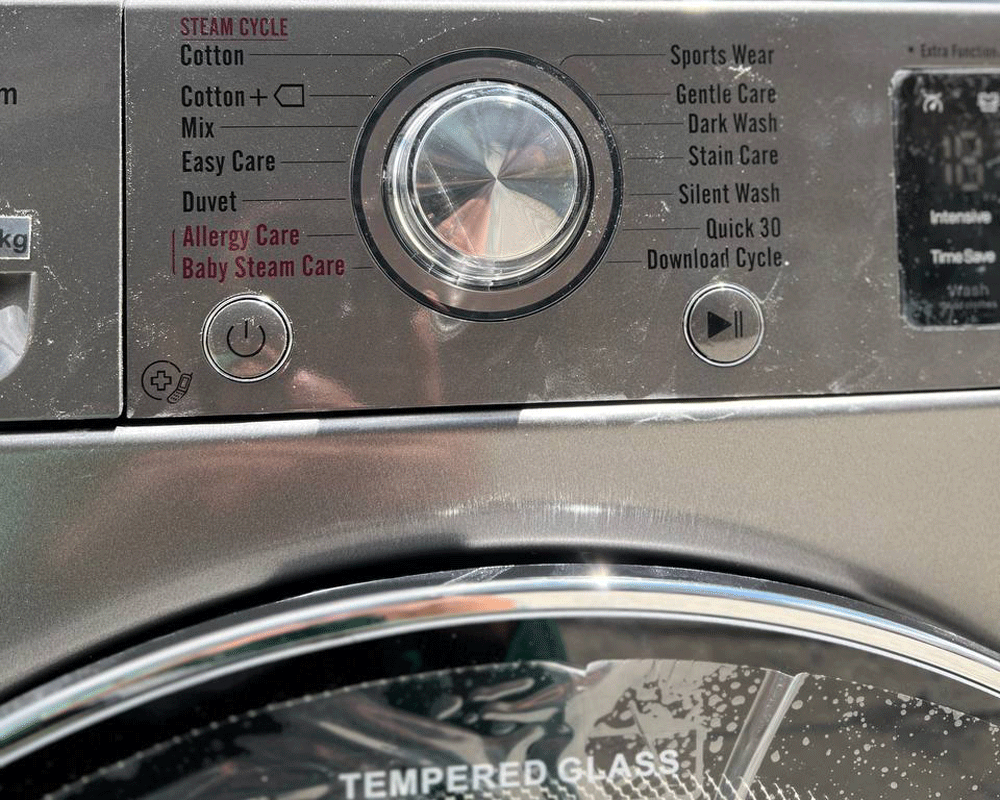 STEAM CYCLE
Cotton
Cotton+
Mix
Easy Care
Duvet
Allergy Care
Baby Steam Care
Sports Wear
Gentle Care
Dark Wash
Stain Care
Silent Wash
Quick 30
Download Cycle
* Extra Function
18
Intensive
TimeSave
Wash
kg
m
TEMPERED GLASS